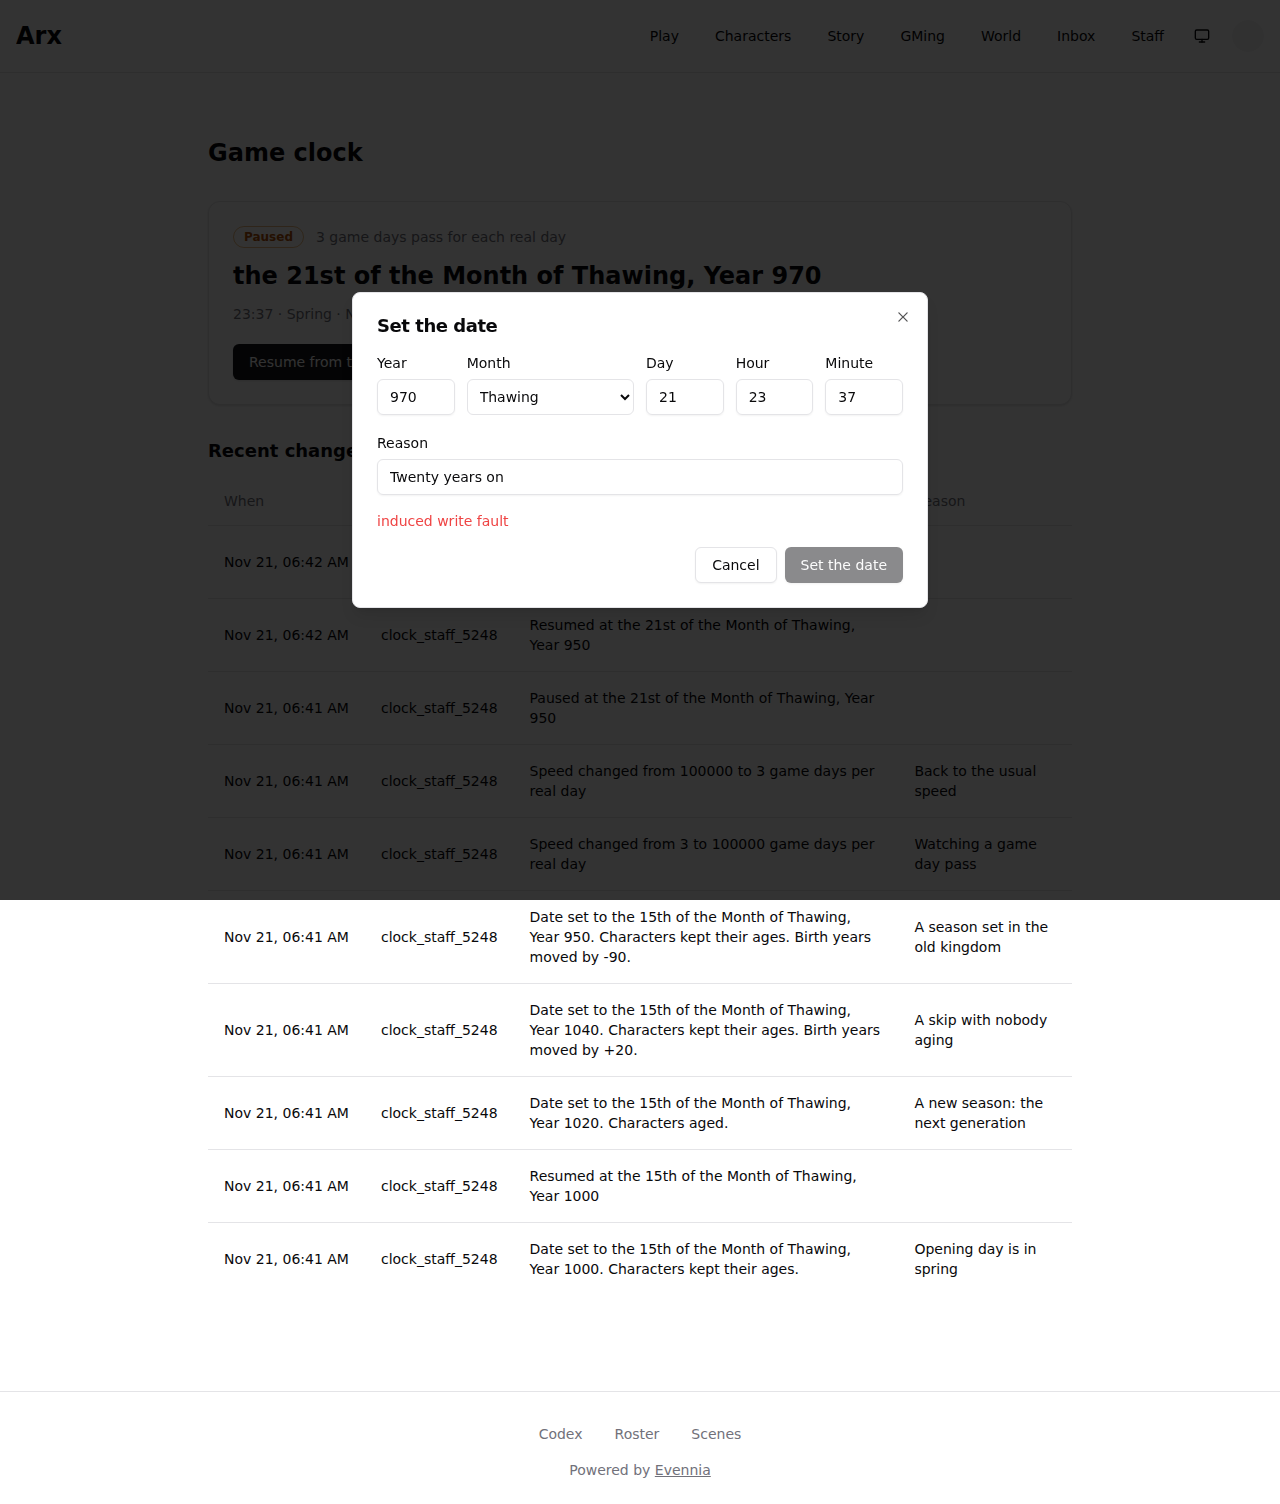 Arx
Play Characters Story GMing World Inbox Staff
Game clock
Paused 3 game days pass for each real day
the 21st of the Month of Thawing, Year 970
23:37 · Spring ·
Resume from
Set the date
Year Month Day Hour Minute
970 Thawing 21 23 37
Reason
Twenty years on
induced write fault
Cancel Set the date
Recent
When
Nov 21, 06:42 AM
Nov 21, 06:42 AM clock_staff_5248 Resumed at the 21st of the Month of Thawing,
Year 950
Nov 21, 06:41 AM clock_staff_5248 Paused at the 21st of the Month of Thawing, Year
950
Nov 21, 06:41 AM clock_staff_5248 Speed changed from 100000 to 3 game days per Back to the usual
real day speed
Nov 21, 06:41 AM clock_staff_5248 Speed changed from 3 to 100000 game days per Watching a game
real day day pass
Nov 21, 06:41 AM clock_staff_5248 Date set to the 15th of the Month of Thawing, A season set in the
Year 950. Characters kept their ages. Birth years old kingdom
moved by -90.
Nov 21, 06:41 AM clock_staff_5248 Date set to the 15th of the Month of Thawing, A skip with nobody
Year 1040. Characters kept their ages. Birth years aging
moved by +20.
Nov 21, 06:41 AM clock_staff_5248 Date set to the 15th of the Month of Thawing, A new season: the
Year 1020. Characters aged. next generation
Nov 21, 06:41 AM clock_staff_5248 Resumed at the 15th of the Month of Thawing,
Year 1000
Nov 21, 06:41 AM clock_staff_5248 Date set to the 15th of the Month of Thawing, Opening day is in
Year 1000. Characters kept their ages. spring
Codex Roster Scenes
Powered by Evennia